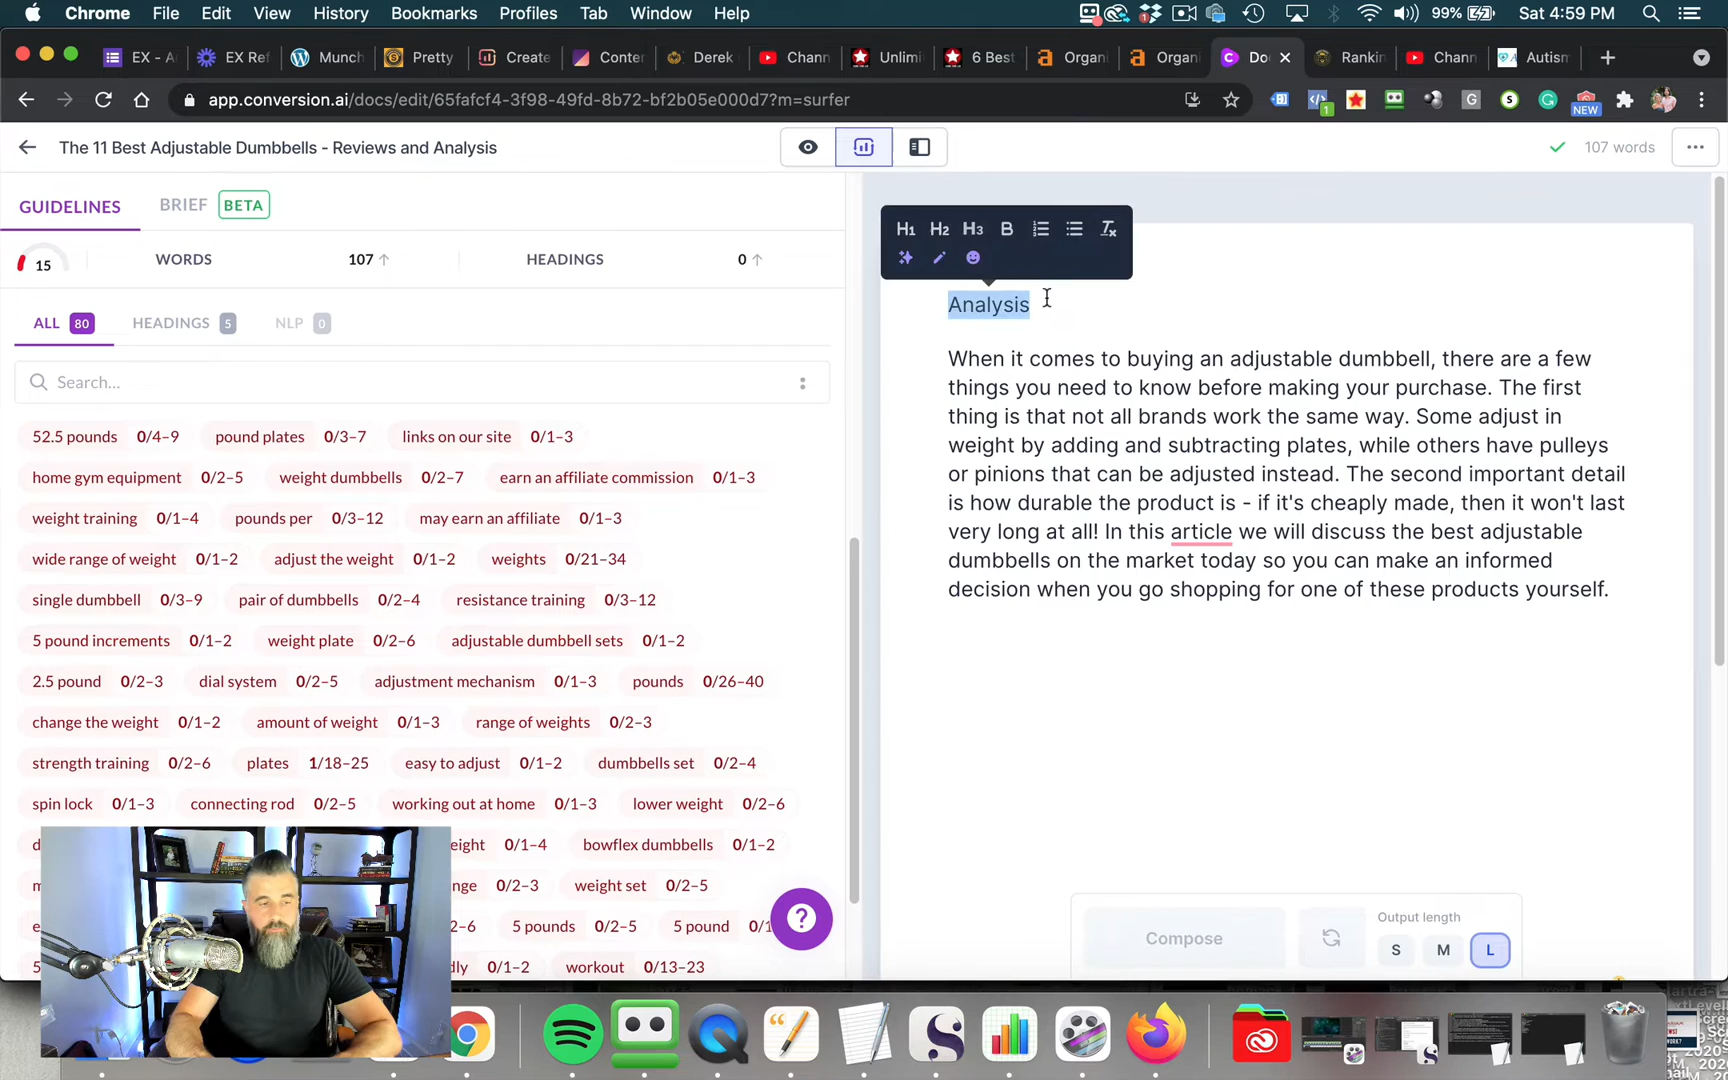 Chrome File Edit View History Bookmarks Profiles Tab Window Help 99% Sat 4:59 PM
EX - A EX Ref Munch Pretty Create Conter Derek Chann Unlimi 6 Best Organi Organi Do Rankin Chann Autism
app.conversion.ai/docs/edit/65fafcf4-3f98-49fd-8b72-bf2b05e000d7?m=surfer NEW
The 11 Best Adjustable Dumbbells - Reviews and Analysis 107 words
GUIDELINES BRIEF BETA
15 WORDS 107 HEADINGS 0
ALL 80 HEADINGS 5 NLP 0
Search...
52.5 pounds 0/4-9 pound plates 0/3-7 links on our site 0/1-3
home gym equipment 0/2-5 weight dumbbells 0/2-7 earn an affiliate commission 0/1-3
weight training 0/1-4 pounds per 0/3-12 may earn an affiliate 0/1-3
wide range of weight 0/1-2 adjust the weight 0/1-2 weights 0/21-34
single dumbbell 0/3-9 pair of dumbbells 0/2-4 resistance training 0/3-12
5 pound increments 0/1-2 weight plate 0/2-6 adjustable dumbbell sets 0/1-2
2.5 pound 0/2-3 dial system 0/2-5 adjustment mechanism 0/1-3 pounds 0/26-40
change the weight 0/1-2 amount of weight 0/1-3 range of weights 0/2-3
strength training 0/2-6 plates 1/18-25 easy to adjust 0/1-2 dumbbells set 0/2-4
spin lock 0/1-3 connecting rod 0/2-5 working out at home 0/1-3 lower weight 0/2-6
d eight 0/1-4 bowflex dumbbells 0/1-2
m nge 0/2-3 weight set 0/2-5
e 2-6 5 pounds 0/2-5 5 pound 0/1
5 dly 0/1-2 workout 0/13-23
H1 H2 H3 B
Analysis
When it comes to buying an adjustable dumbbell, there are a few
things you need to know before making your purchase. The first
thing is that not all brands work the same way. Some adjust in
weight by adding and subtracting plates, while others have pulleys
or pinions that can be adjusted instead. The second important detail
is how durable the product is - if it's cheaply made, then it won't last
very long at all! In this article we will discuss the best adjustable
dumbbells on the market today so you can make an informed
decision when you go shopping for one of these products yourself.
Output length
Compose S M L